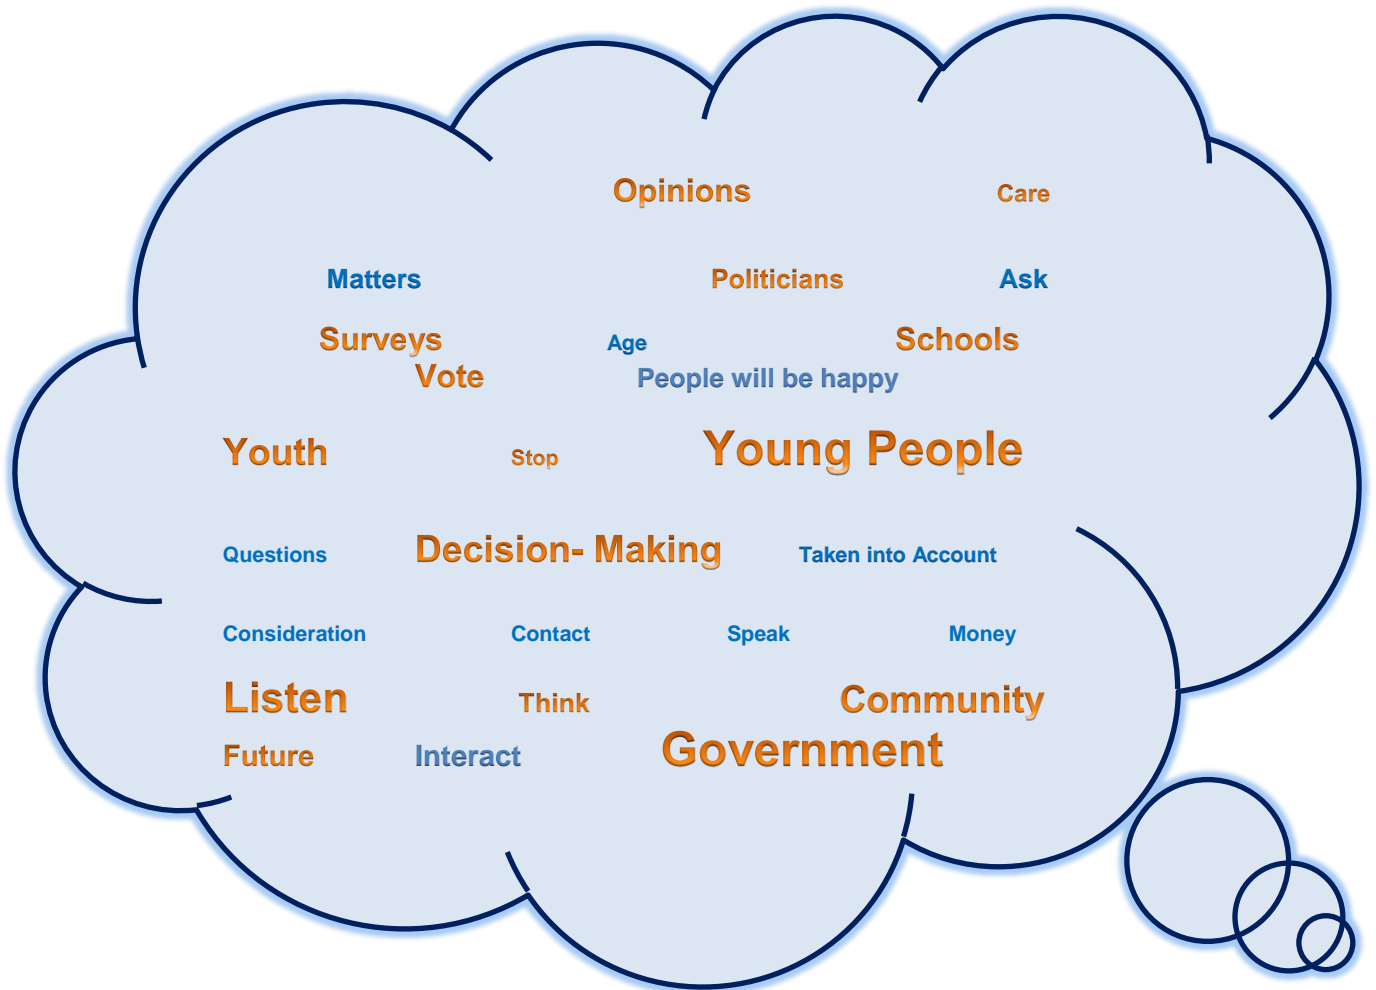 Opinions Care
Matters Politicians Ask
Surveys Age Schools
Vote People will be happy
Youth Stop Young People
Questions Decision- Making Taken into Account
Consideration Contact Speak Money
Listen Think Community
Future Interact Government